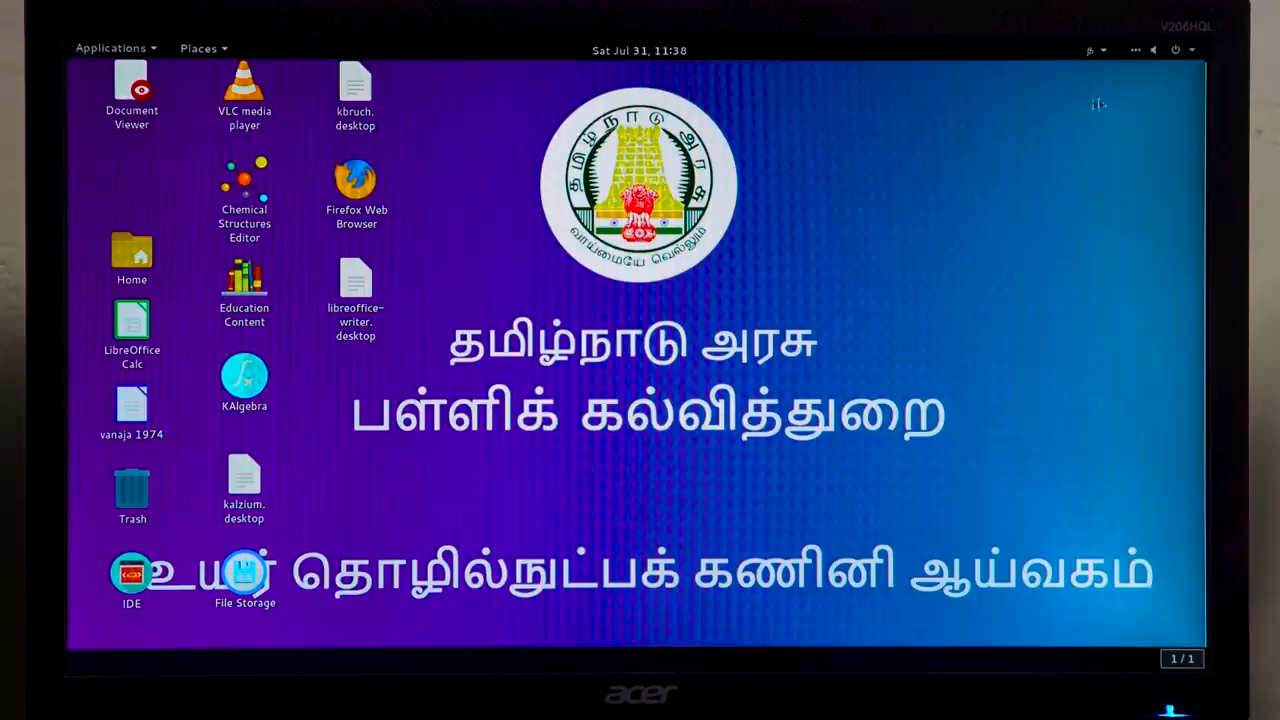 V206HQL
Applications
Places
Sat Jul 31, 11:38
த
Document
Viewer
VLC media
player
kbruch.
desktop
Chemical
Structures
Editor
Firefox Web
Browser
Home
Education
Content
libreoffice-
writer.
desktop
LibreOffice
Calc
KAlgebra
vanaja 1974
Trash
kalzium.
desktop
IDE
File Storage
தமிழ்நாடு அரசு
வாய்மையே வெல்லும்
தமிழ்நாடு அரசு
பள்ளிக் கல்வித்துறை
உயர் தொழில்நுட்பக் கணினி ஆய்வகம்
1 / 1
acer